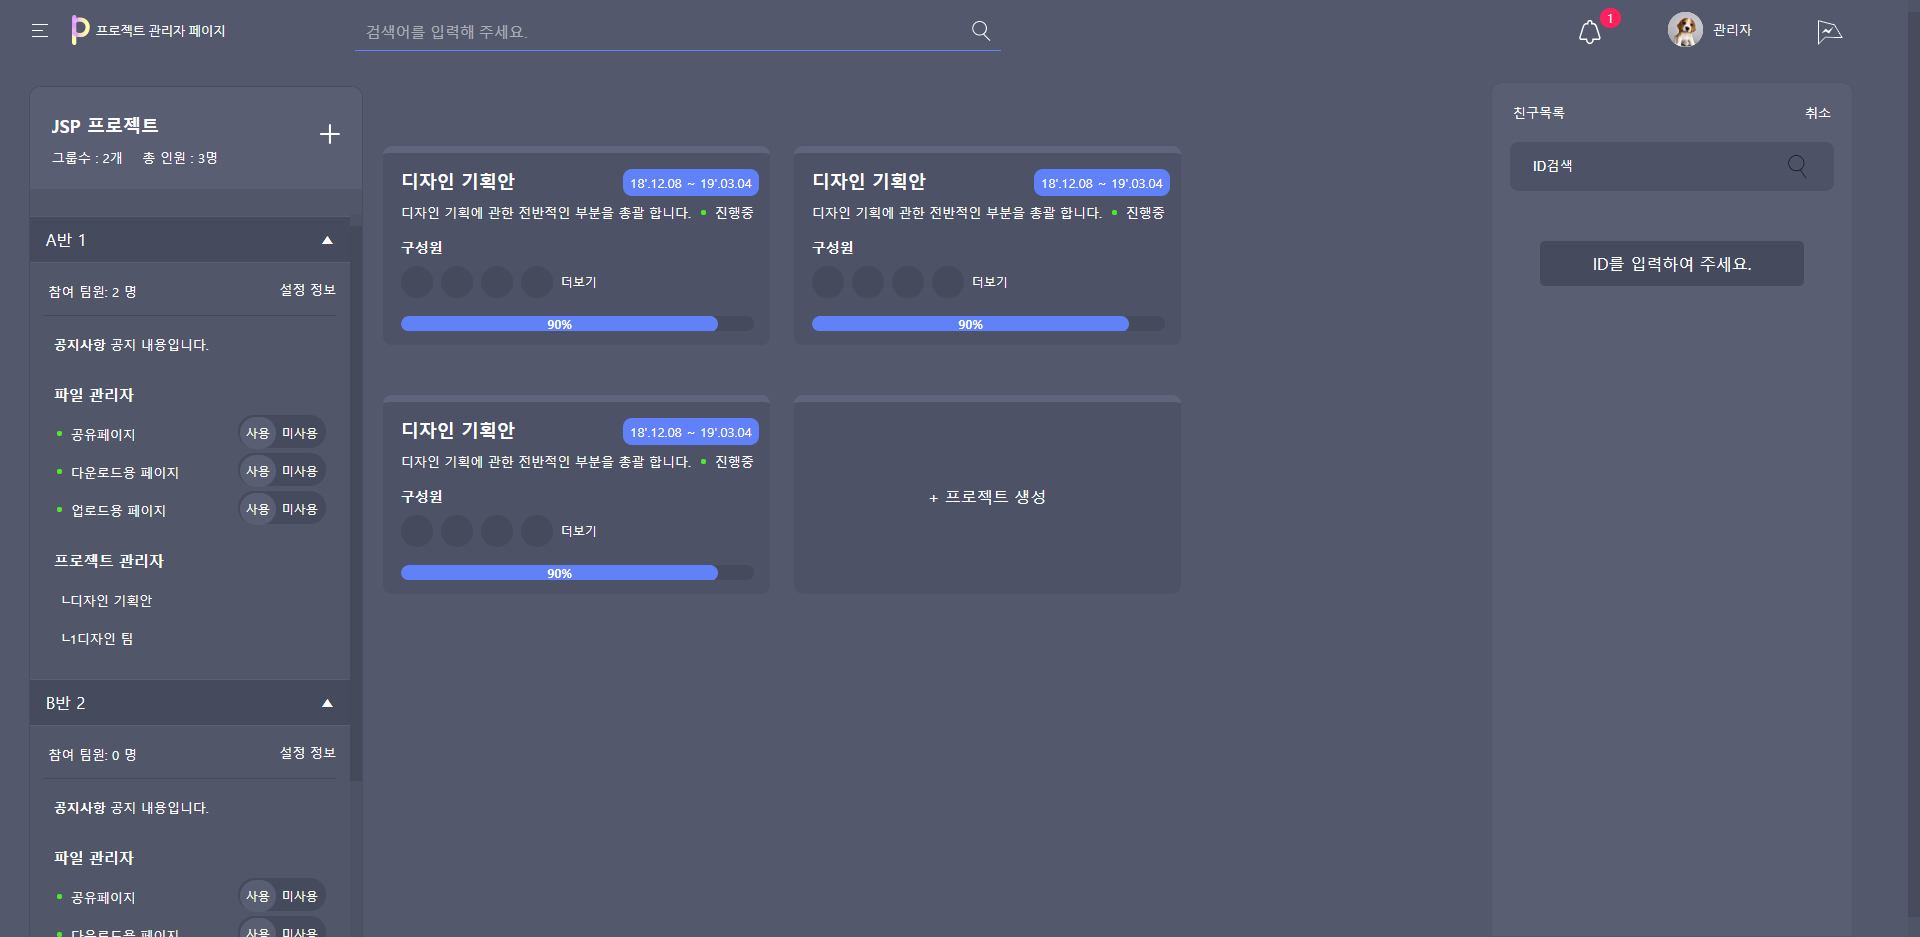 프로젝트 관리자 페이지
검색어를 입력해 주세요.
1
관리자
JSP 프로젝트
그룹수 : 2개 총 인원 : 3명
A반 1
참여 팀원: 2 명 설정 정보
공지사항 공지 내용입니다.
파일 관리자
공유페이지 사용 미사용
다운로드용 페이지 사용 미사용
업로드용 페이지 사용 미사용
프로젝트 관리자
ㄴ디자인 기획안
ㄴ1디자인 팀
B반 2
참여 팀원: 0 명 설정 정보
공지사항 공지 내용입니다.
파일 관리자
공유페이지 사용 미사용
다운로드용 페이지 사용 미사용
디자인 기획안 18'.12.08 ~ 19'.03.04
디자인 기획에 관한 전반적인 부분을 총괄 합니다. 진행중
구성원
더보기
90%
디자인 기획안 18'.12.08 ~ 19'.03.04
디자인 기획에 관한 전반적인 부분을 총괄 합니다. 진행중
구성원
더보기
90%
디자인 기획안 18'.12.08 ~ 19'.03.04
디자인 기획에 관한 전반적인 부분을 총괄 합니다. 진행중
구성원
더보기
90%
+ 프로젝트 생성
친구목록 취소
ID검색
ID를 입력하여 주세요.